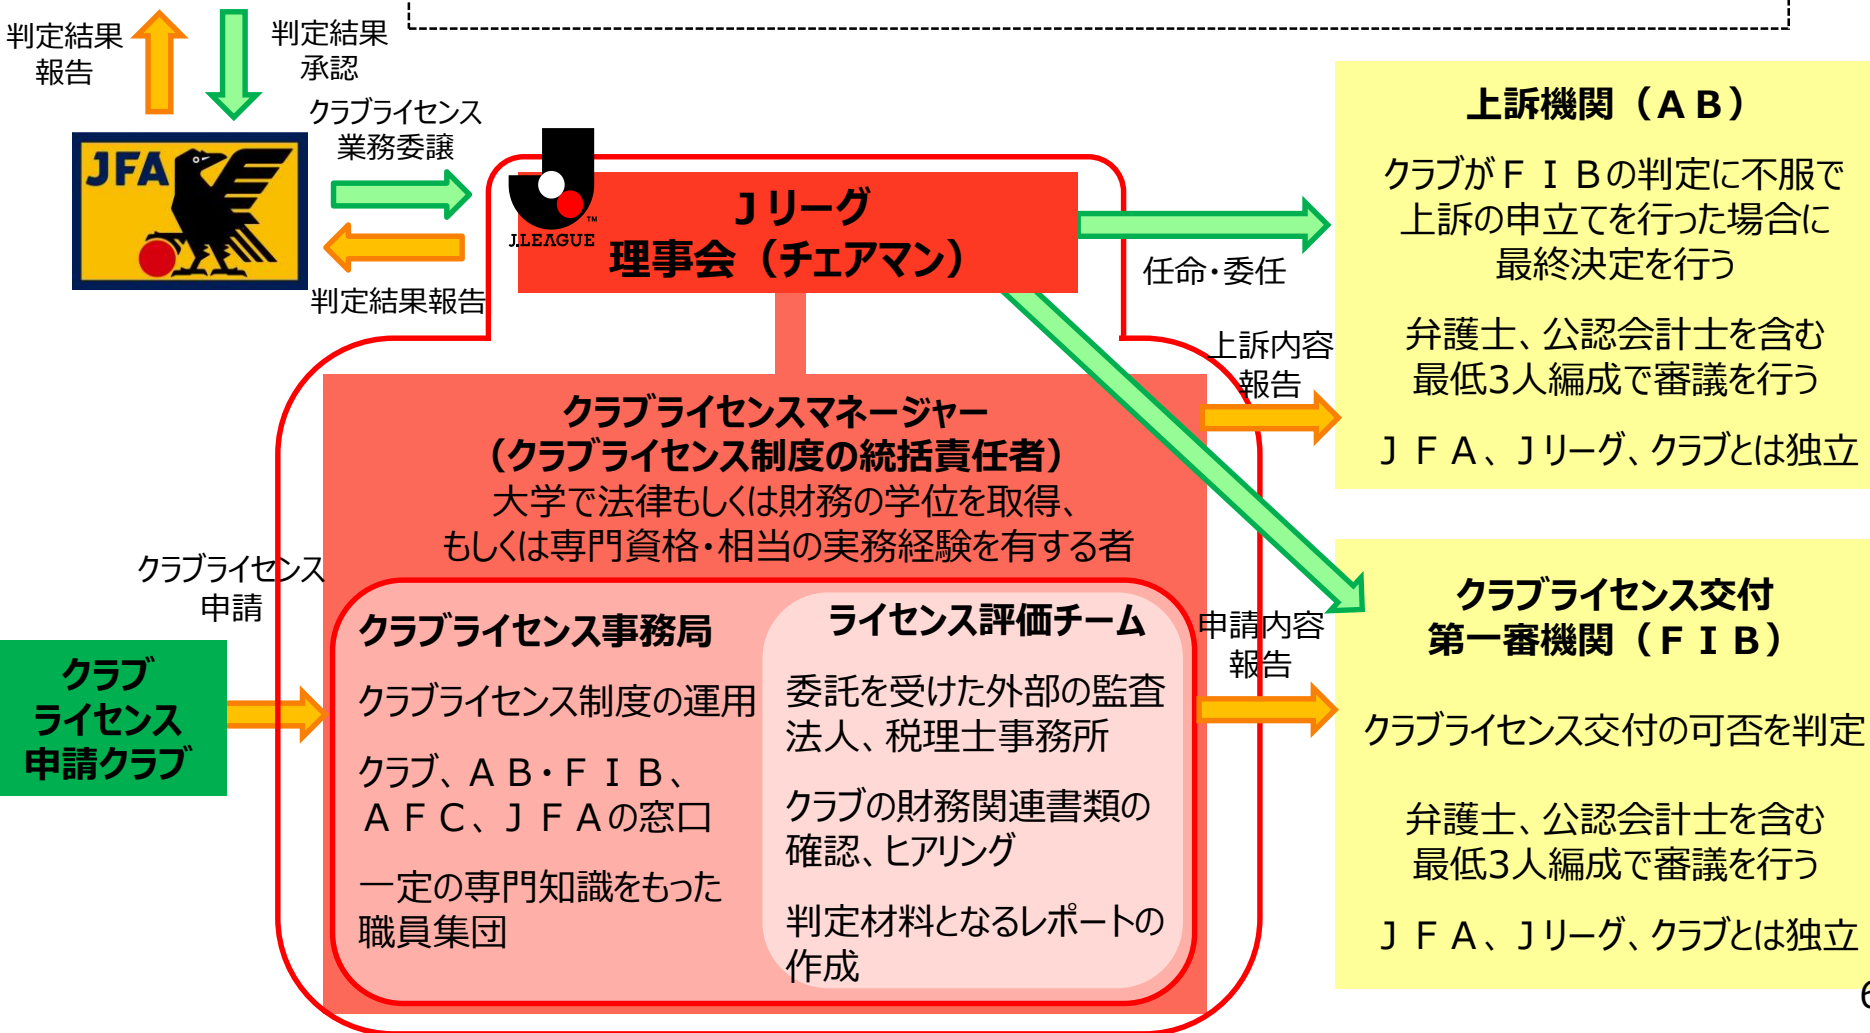 判定結果
報告
判定結果
承認
クラブライセンス
業務委譲
JFA
判定結果報告
J.LEAGUE
TM
Jリーグ
理事会（チェアマン）
任命・委任
上訴機関（ＡＢ）
クラブがＦＩＢの判定に不服で
上訴の申立てを行った場合に
最終決定を行う
弁護士、公認会計士を含む
最低3人編成で審議を行う
ＪＦＡ、Jリーグ、クラブとは独立
上訴内容
報告
クラブライセンスマネージャー
（クラブライセンス制度の統括責任者）
大学で法律もしくは財務の学位を取得、
もしくは専門資格・相当の実務経験を有する者
クラブライセンス
申請
クラブ
ライセンス
申請クラブ
クラブライセンス事務局
クラブライセンス制度の運用
クラブ、ＡＢ・ＦＩＢ、
ＡＦＣ、ＪＦＡの窓口
一定の専門知識をもった
職員集団
ライセンス評価チーム
委託を受けた外部の監査
法人、税理士事務所
クラブの財務関連書類の
確認、ヒアリング
判定材料となるレポートの
作成
申請内容
報告
クラブライセンス交付
第一審機関（ＦＩＢ）
クラブライセンス交付の可否を判定
弁護士、公認会計士を含む
最低3人編成で審議を行う
ＪＦＡ、Jリーグ、クラブとは独立
6